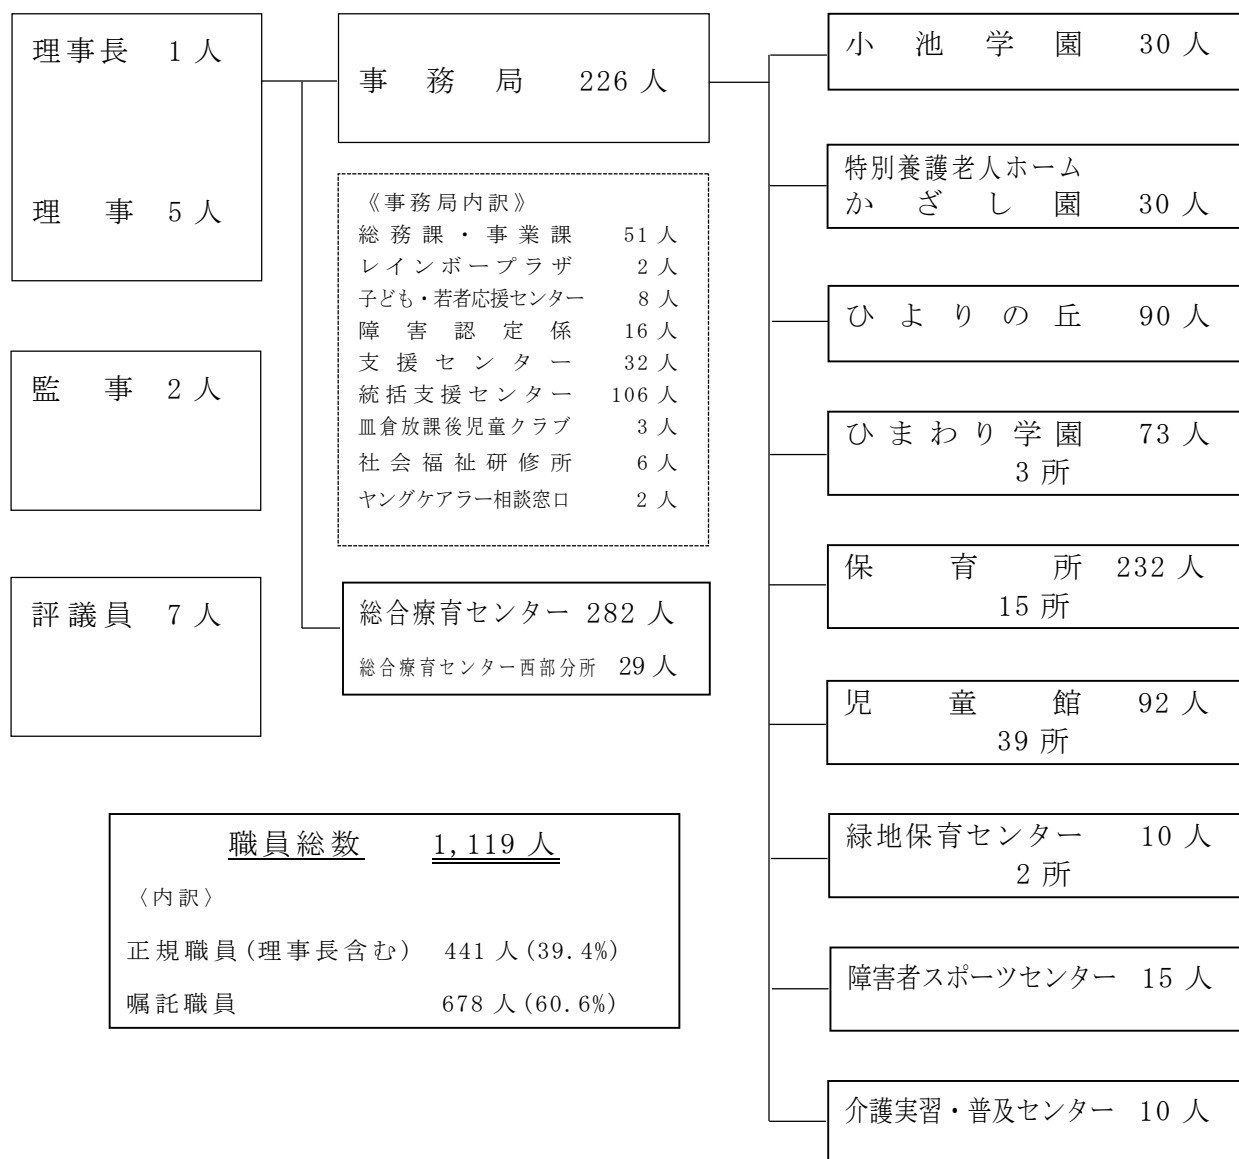 理事長 1人
理事 5人
監事 2人
評議員 7人
事務局 226人
《事務局内訳》
総務課・事業課 51人
レインボープラザ 2人
子ども・若者応援センター 8人
障害認定係 16人
支援センター 32人
統括支援センター 106人
皿倉放課後児童クラブ 3人
社会福祉研修所 6人
ヤングケアラー相談窓口 2人
総合療育センター 282人
総合療育センター西部分所 29人
小池学園 30人
特別養護老人ホーム
かざし園 30人
ひよりの丘 90人
ひまわり学園 73人
3所
保育所 232人
15所
児童館 92人
39所
緑地保育センター 10人
2所
障害者スポーツセンター 15人
介護実習・普及センター 10人
職員総数 1,119人
〈内訳〉
正規職員(理事長含む) 441人(39.4%)
嘱託職員 678人(60.6%)